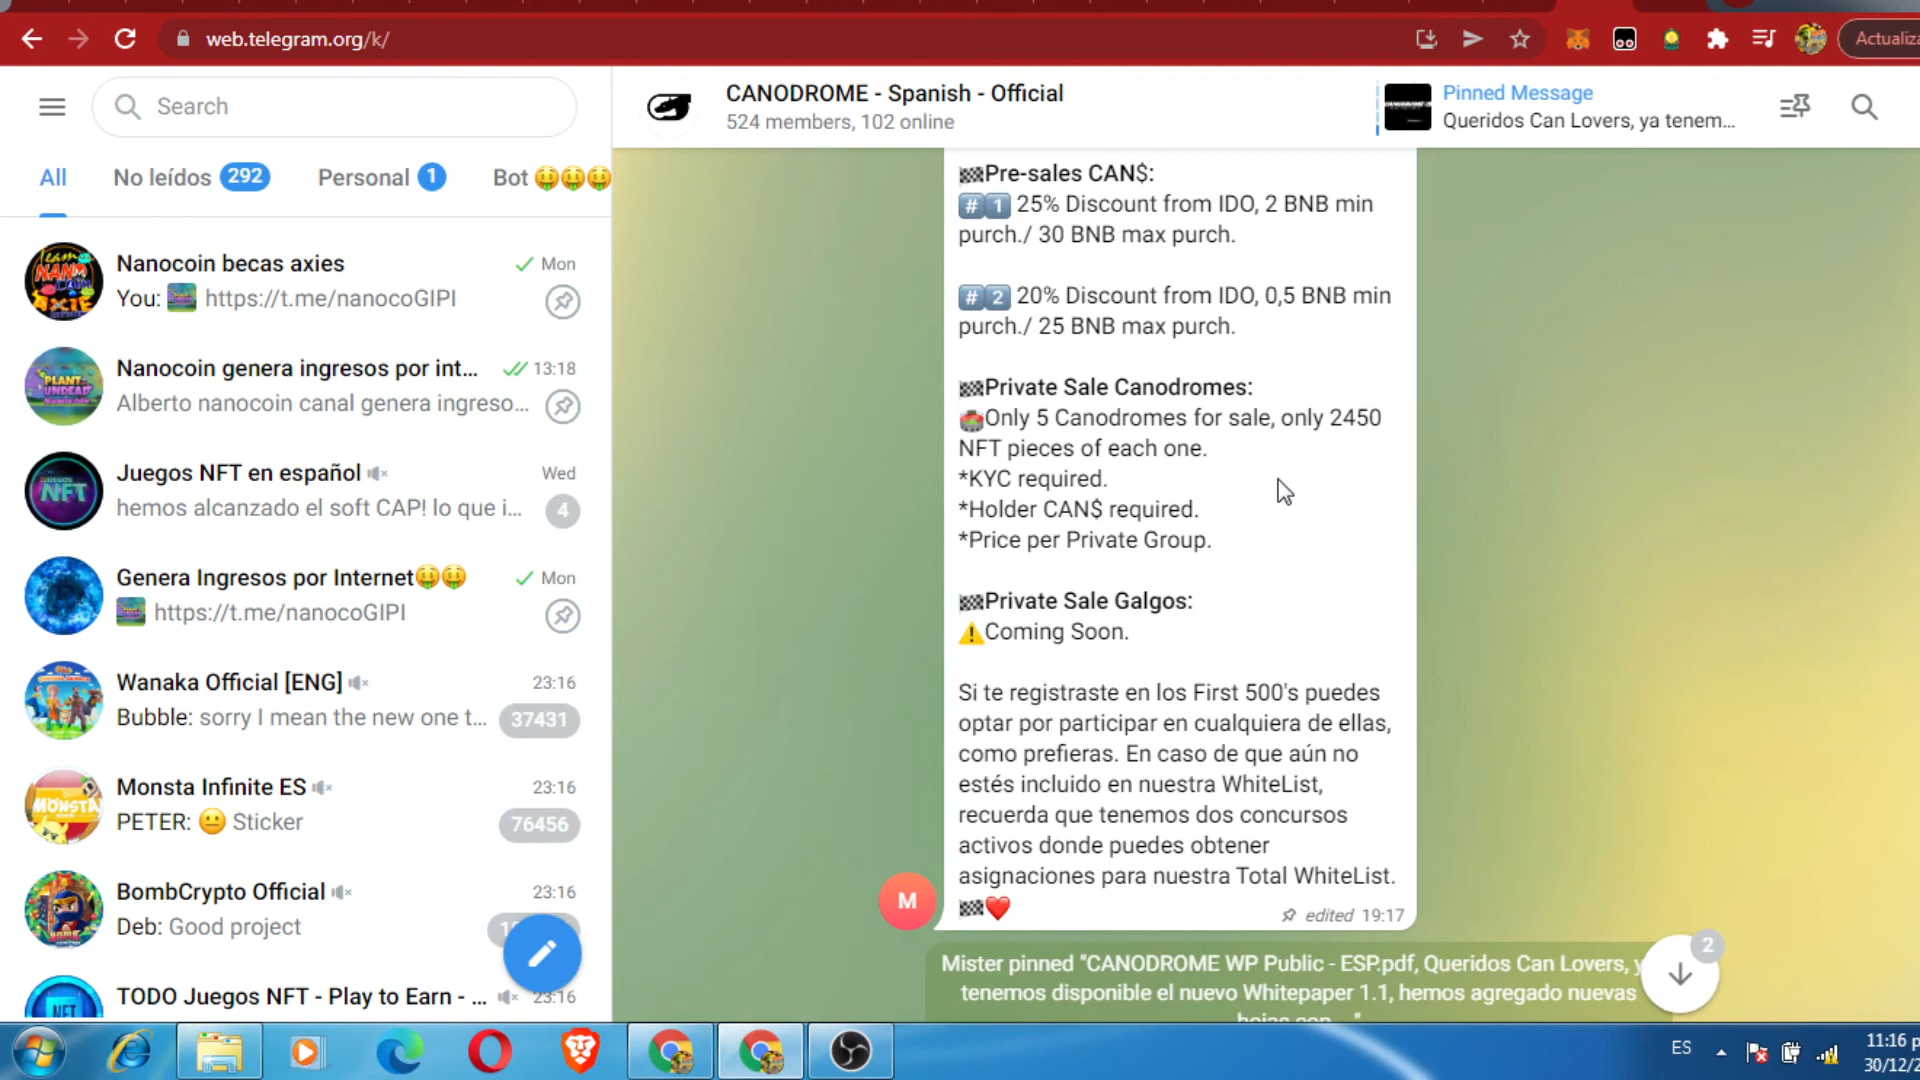 web.telegram.org/k/
Actualiza
Search
CANODROME - Spanish - Official
524 members, 102 online
Pinned Message
Queridos Can Lovers, ya tenem...
All
No leídos 292
Personal 1
Bot 🤑🤑🤑
Nanocoin becas axies
Mon
You: https://t.me/nanocoGIPI
Nanocoin genera ingresos por int...
13:18
Alberto nanocoin canal genera ingreso...
Juegos NFT en español
Wed
hemos alcanzado el soft CAP! lo que i...
4
Genera Ingresos por Internet🤑🤑
Mon
https://t.me/nanocoGIPI
Wanaka Official [ENG]
23:16
Bubble: sorry I mean the new one t...
37431
Monsta Infinite ES
23:16
PETER: 😐 Sticker
76456
BombCrypto Official
23:16
Deb: Good project
TODO Juegos NFT - Play to Earn - ...
23:16
🏁Pre-sales CAN$:
#️⃣1️⃣ 25% Discount from IDO, 2 BNB min
purch./ 30 BNB max purch.
#️⃣2️⃣ 20% Discount from IDO, 0,5 BNB min
purch./ 25 BNB max purch.
🏁Private Sale Canodromes:
🏟Only 5 Canodromes for sale, only 2450
NFT pieces of each one.
*KYC required.
*Holder CAN$ required.
*Price per Private Group.
🏁Private Sale Galgos:
⚠️Coming Soon.
Si te registraste en los First 500's puedes
optar por participar en cualquiera de ellas,
como prefieras. En caso de que aún no
estés incluido en nuestra WhiteList,
recuerda que tenemos dos concursos
activos donde puedes obtener
asignaciones para nuestra Total WhiteList.
🏁❤️
edited 19:17
M
2
Mister pinned "CANODROME WP Public - ESP.pdf, Queridos Can Lovers, y
tenemos disponible el nuevo Whitepaper 1.1, hemos agregado nuevas
hojas con ..."
ES
11:16 p
30/12/2